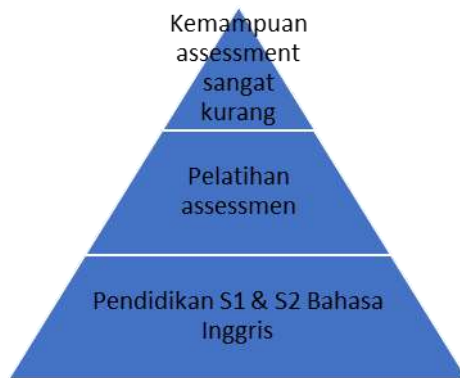 Kemampuan
assessment
sangat
kurang
Pelatihan
assessmen
Pendidikan S1 & S2 Bahasa
Inggris